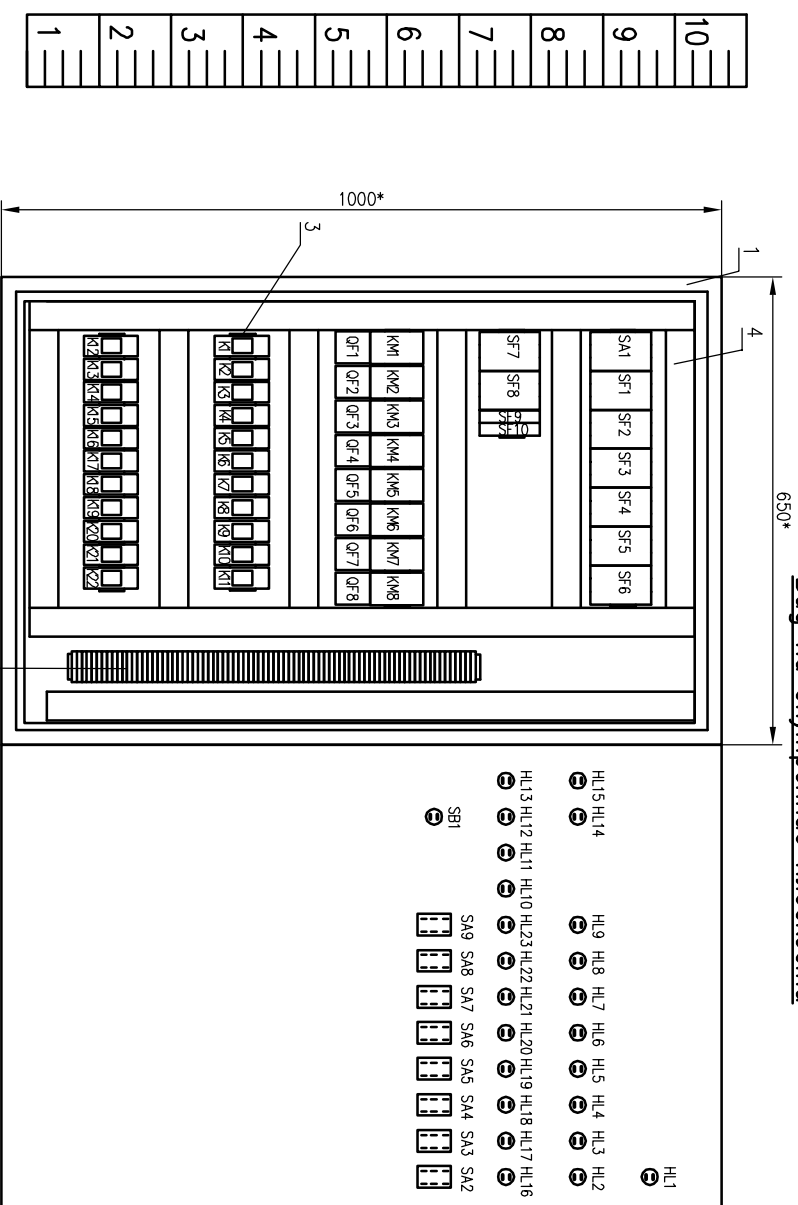 650*
1
4
10
9
8
7
6
5
4
3
2
1
1000*
3
SA1 SF1 SF2 SF3 SF4 SF5 SF6
SF7 SF8
KM1 KM2 KM3 KM4 KM5 KM6 KM7 KM8
QF1 QF2 QF3 QF4 QF5 QF6 QF7 QF8
K1 K2 K3 K4 K5 K6 K7 K8 K9 K10 K11
K12 K13 K14 K15 K16 K17 K18 K19 K20 K21 K22
HL1
HL15 HL14 HL9 HL8 HL7 HL6 HL5 HL4 HL3 HL2
HL13 HL12 HL11 HL10 HL23 HL22 HL21 HL20 HL19 HL18 HL17 HL16
SB1 SA9 SA8 SA7 SA6 SA5 SA4 SA3 SA2